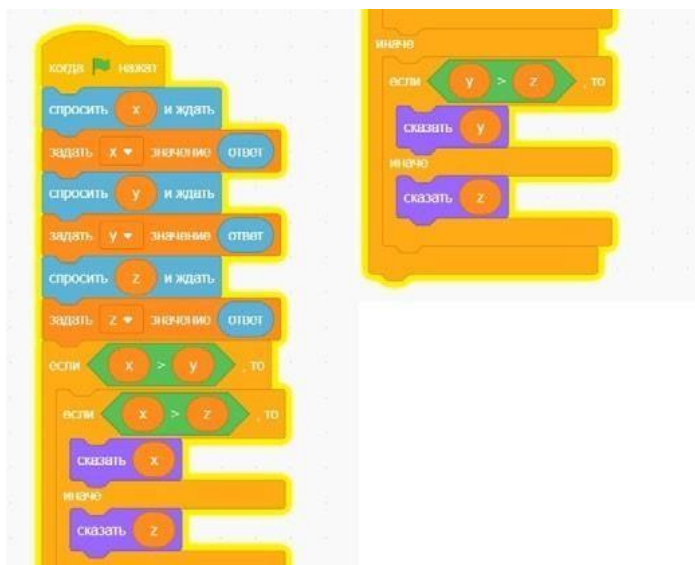 когда нажат
спросить x и ждать
задать x значение ответ
спросить y и ждать
задать y значение ответ
спросить z и ждать
задать z значение ответ
если x > y , то
если x > z , то
сказать x
иначе
сказать z
иначе
если y > z , то
сказать y
иначе
сказать z